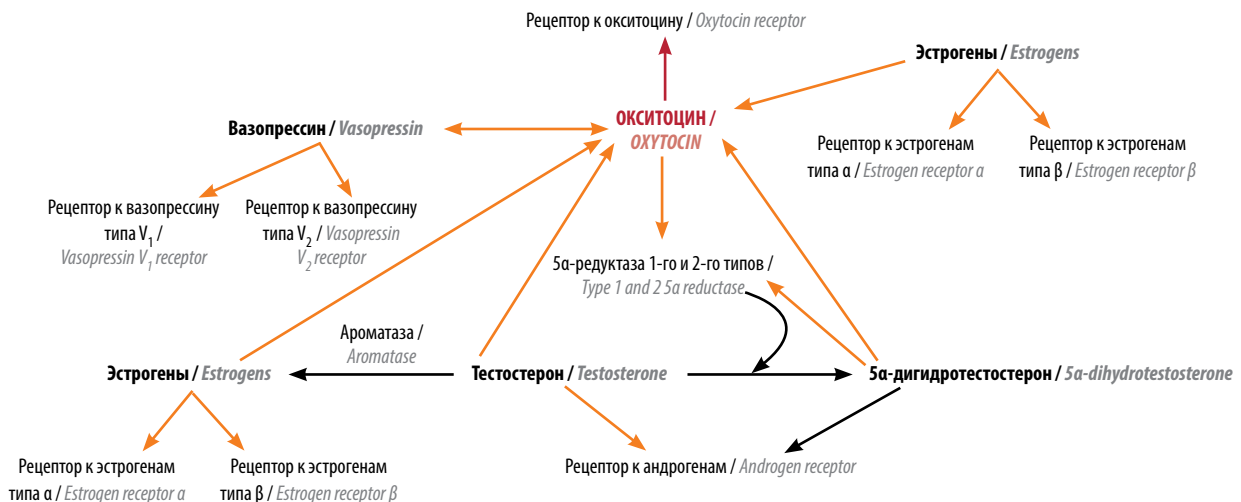 Рецептор к окситоцину / Oxytocin receptor
Эстрогены / Estrogens
ОКСИТОЦИН /
OXYTOCIN
Вазопрессин / Vasopressin
Рецептор к эстрогенам
типа α / Estrogen receptor α
Рецептор к эстрогенам
типа β / Estrogen receptor β
Рецептор к вазопрессину
типа V₁ /
Vasopressin V₁ receptor
Рецептор к вазопрессину
типа V₂ / Vasopressin
V₂ receptor
5α-редуктаза 1-го и 2-го типов /
Type 1 and 2 5α reductase
Ароматаза /
Aromatase
Эстрогены / Estrogens
Тестостерон / Testosterone
5α-дигидротестостерон / 5α-dihydrotestosterone
Рецептор к эстрогенам
типа α / Estrogen receptor α
Рецептор к эстрогенам
типа β / Estrogen receptor β
Рецептор к андрогенам / Androgen receptor